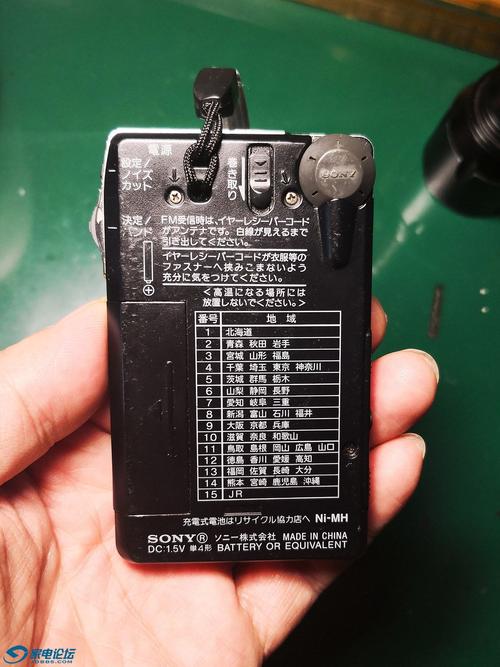 電源
設定/
ノイズ
カット
巻き取り
SONY
決定/
バンド
FM受信時は、イヤーレシーバーコード
がアンテナです。白線が見えるまで
引き出してください。
イヤーレシーバーコードが衣服等の
ファスナーへ挟みこまないよう
充分に気をつけてください。
<高温になる場所には
放置しないでください。>
番号 地域
1 北海道
2 青森 秋田 岩手
3 宮城 山形 福島
4 千葉 埼玉 東京 神奈川
5 茨城 群馬 栃木
6 山梨 静岡 長野
7 愛知 岐阜 三重
8 新潟 富山 石川 福井
9 大阪 京都 兵庫
10 滋賀 奈良 和歌山
11 鳥取 島根 岡山 広島 山口
12 徳島 香川 愛媛 高知
13 福岡 佐賀 長崎 大分
14 熊本 宮崎 鹿児島 沖縄
15 JR
充電式電池はリサイクル協力店へ Ni-MH
SONY® ソニー株式会社 MADE IN CHINA
DC:1.5V 単4形 BATTERY OR EQUIVALENT
家电论坛
JDBBS.COM